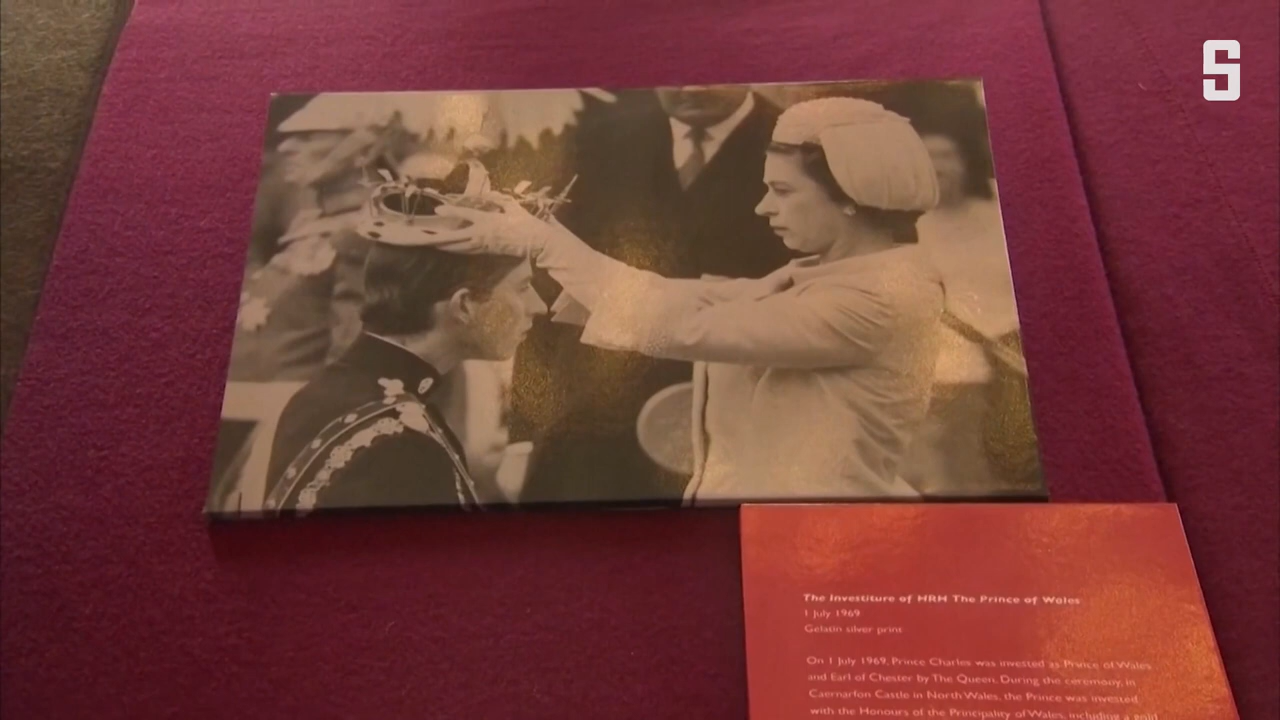 S
The Investiture of HRH The Prince of Wales
1 July 1969
Gelatin silver print
On 1 July 1969, Prince Charles was invested as Prince of Wales
and Earl of Chester by The Queen. During the ceremony, in
Caernarfon Castle in North Wales, the Prince was invested
with the Honours of the Principality of Wales, including a gold